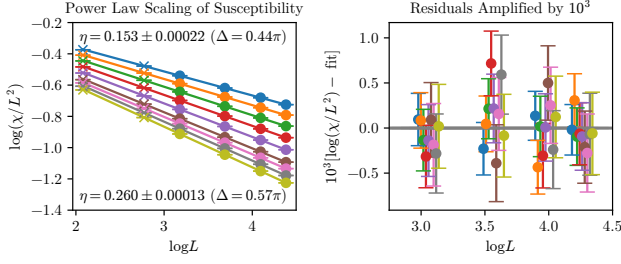 Power Law Scaling of Susceptibility
−0.2
−0.4
−0.6
−0.8
−1.0
−1.2
−1.4
log(χ/L²)
η = 0.153 ± 0.00022 (Δ = 0.44π)
η = 0.260 ± 0.00013 (Δ = 0.57π)
2 3 4
logL
Residuals Amplified by 10³
1.0
0.5
0.0
−0.5
10³[log(χ/L²) − fit]
3.0 3.5 4.0 4.5
logL